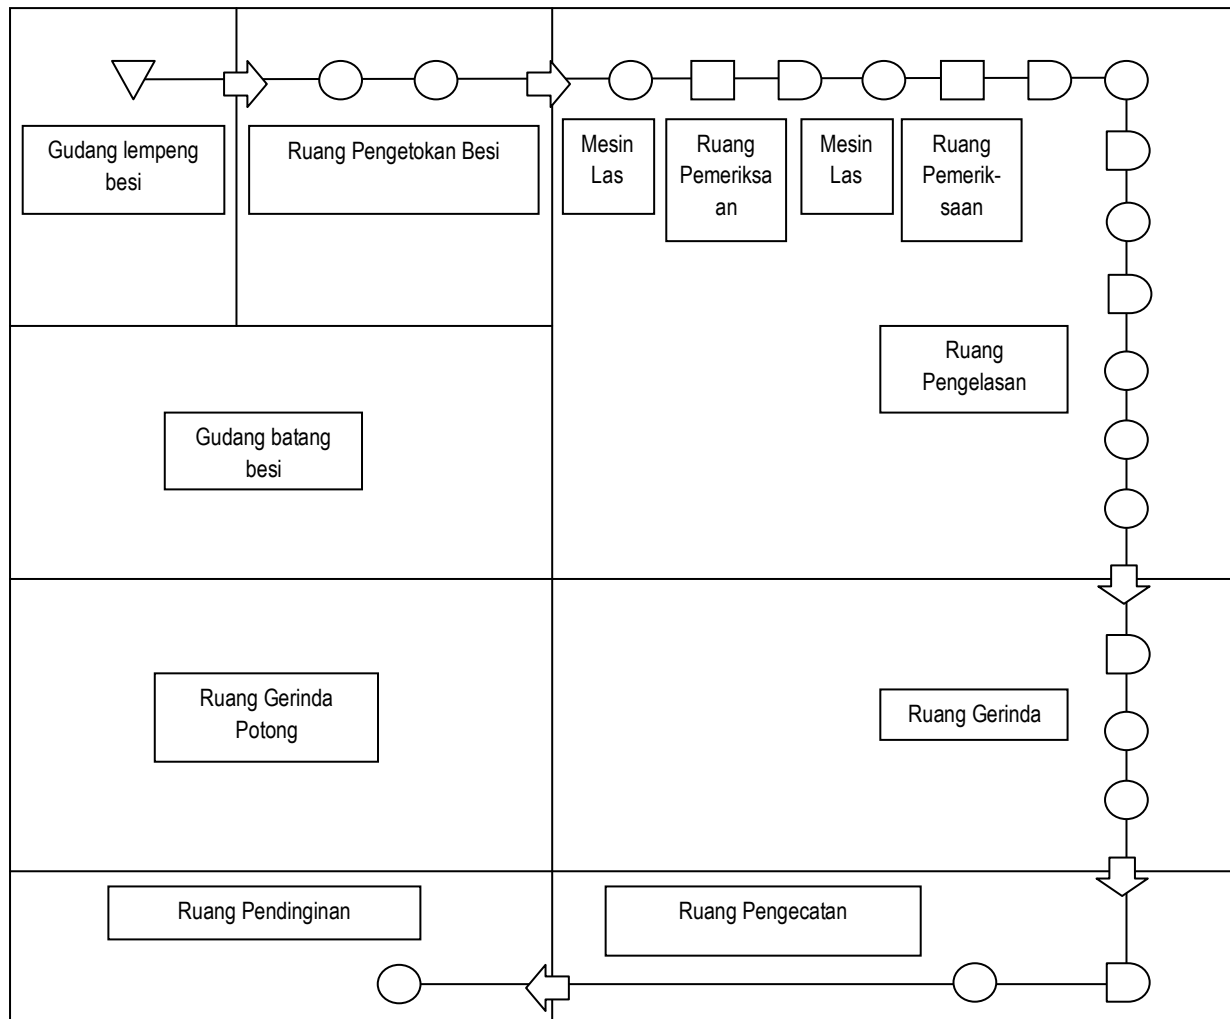 Gudang lempeng
besi
Ruang Pengetokan Besi
Mesin
Las
Ruang
Pemeriksa
an
Mesin
Las
Ruang
Pemerik-
saan
Ruang
Pengelasan
Gudang batang
besi
Ruang Gerinda
Potong
Ruang Gerinda
Ruang Pendinginan
Ruang Pengecatan